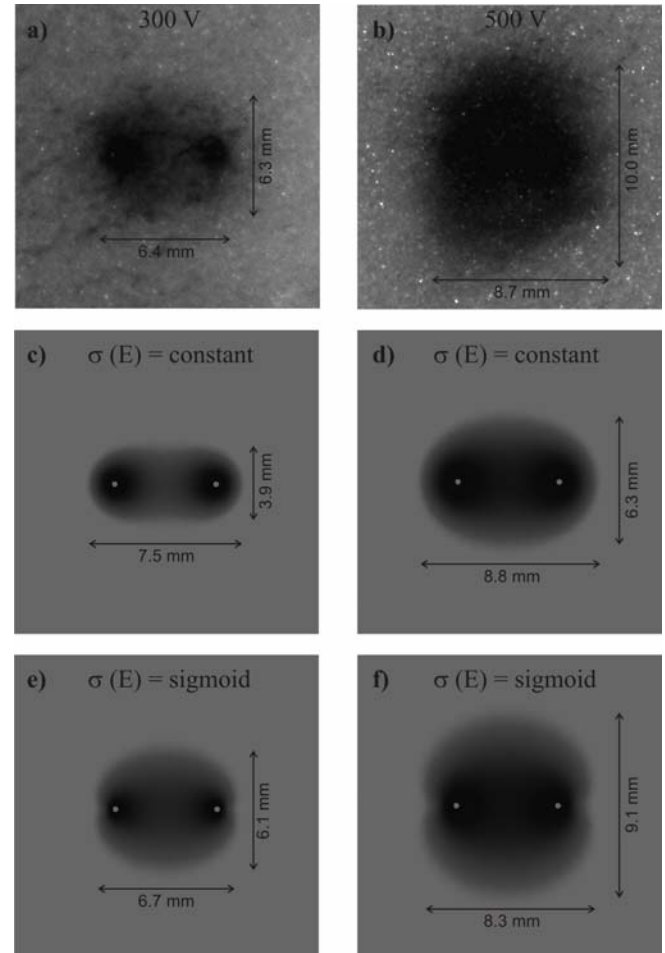 a) 300 V
6.3 mm
6.4 mm
b) 500 V
10.0 mm
8.7 mm
c) σ (E) = constant
3.9 mm
7.5 mm
d) σ (E) = constant
6.3 mm
8.8 mm
e) σ (E) = sigmoid
6.1 mm
6.7 mm
f) σ (E) = sigmoid
9.1 mm
8.3 mm